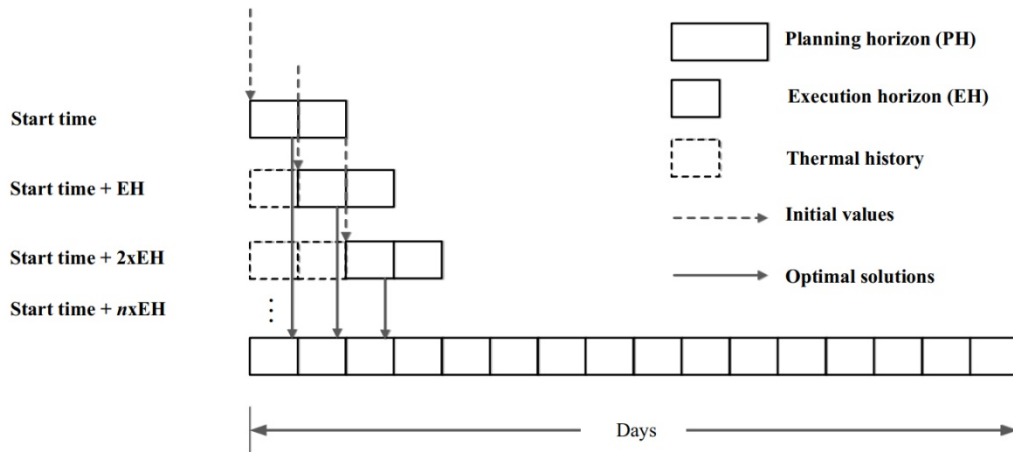 Planning horizon (PH)
Execution horizon (EH)
Start time
Thermal history
Start time + EH
Initial values
Start time + 2xEH
Optimal solutions
Start time + nxEH
⋮
Days